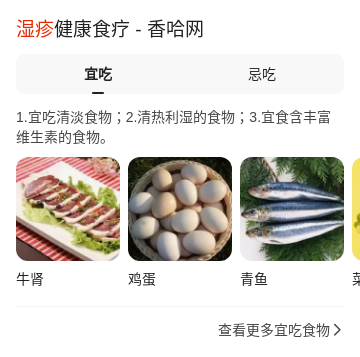 湿疹健康食疗 - 香哈网
宜吃 忌吃
1.宜吃清淡食物；2.清热利湿的食物；3.宜食含丰富
维生素的食物。
牛肾 鸡蛋 青鱼
查看更多宜吃食物